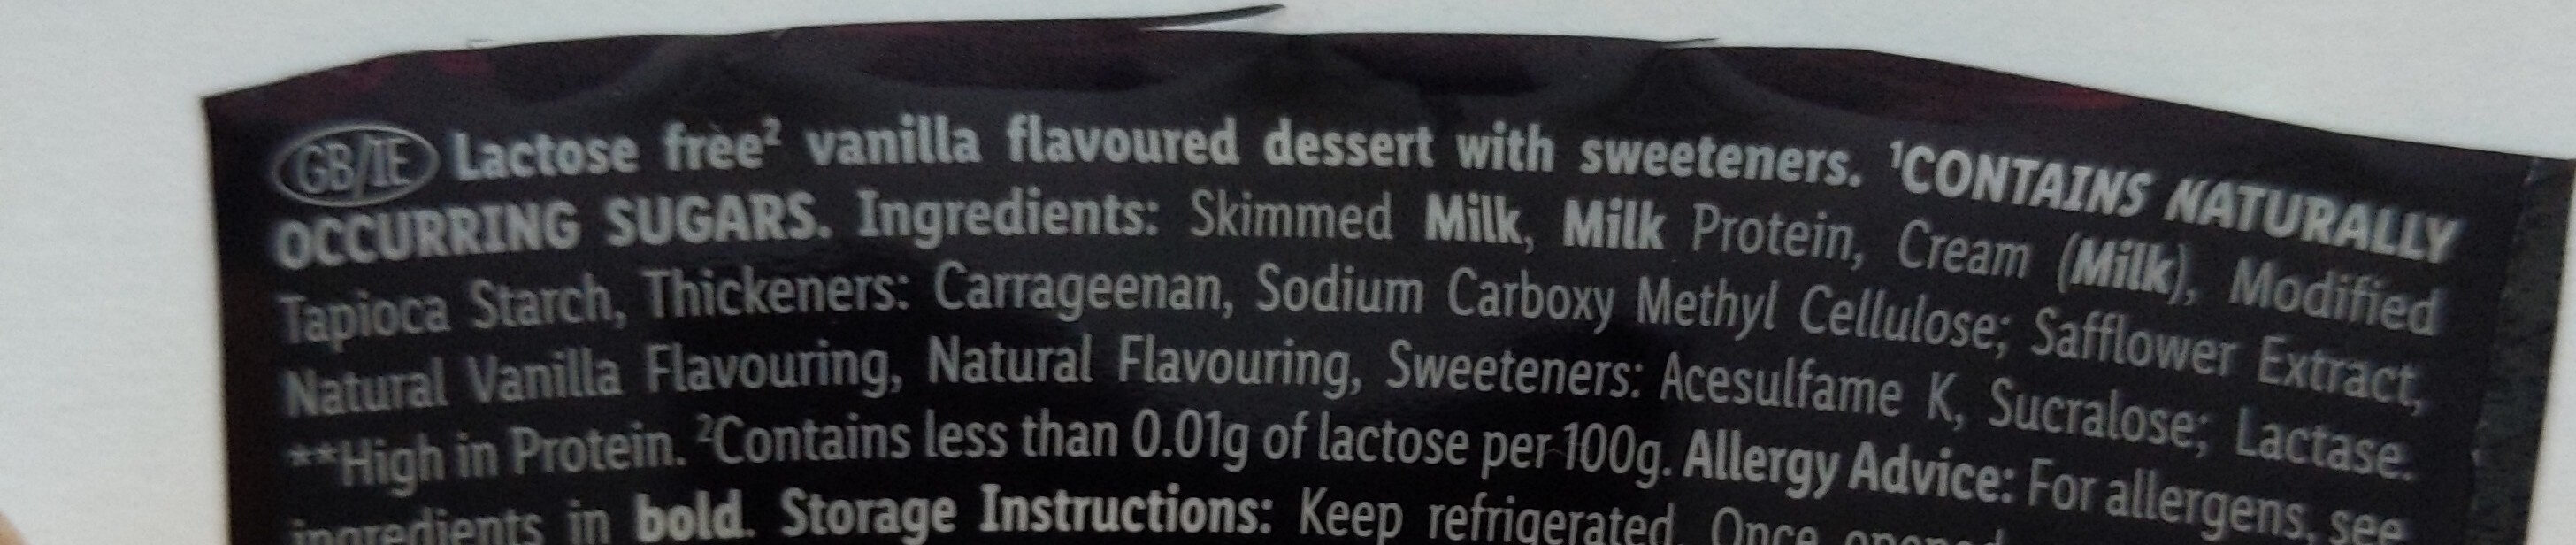 GB/IE Lactose free² vanilla flavoured dessert with sweeteners. ¹CONTAINS NATURALLY
OCCURRING SUGARS. Ingredients: Skimmed Milk, Milk Protein, Cream (Milk), Modified
Tapioca Starch, Thickeners: Carrageenan, Sodium Carboxy Methyl Cellulose; Safflower Extract,
Natural Vanilla Flavouring, Natural Flavouring, Sweeteners: Acesulfame K, Sucralose; Lactase.
**High in Protein. ²Contains less than 0.01g of lactose per 100g. Allergy Advice: For allergens, see
ingredients in bold. Storage Instructions: Keep refrigerated. Once opened